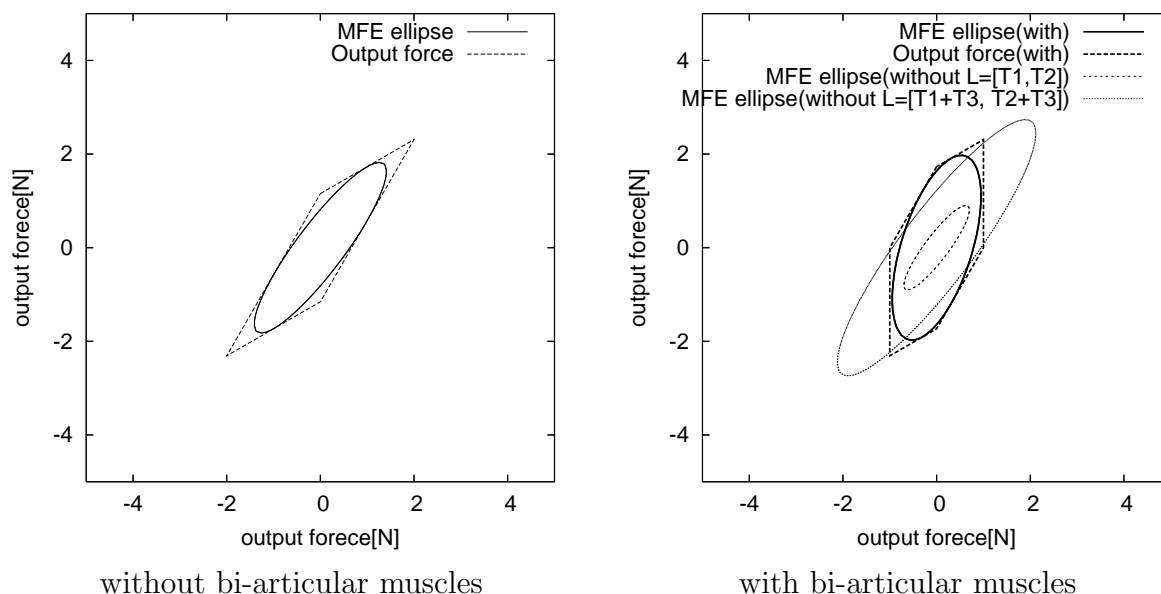 MFE ellipse
Output force
4
2
0
-2
-4
output forece[N]
-4 -2 0 2 4
output forece[N]
without bi-articular muscles
MFE ellipse(with)
Output force(with)
MFE ellipse(without L=[T1,T2])
MFE ellipse(without L=[T1+T3, T2+T3])
4
2
0
-2
-4
output forece[N]
-4 -2 0 2 4
output forece[N]
with bi-articular muscles